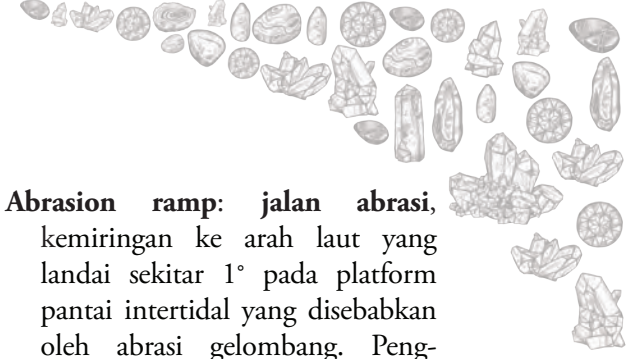 Abrasion ramp: jalan abrasi,
kemiringan ke arah laut yang
landai sekitar 1° pada platform
pantai intertidal yang disebabkan
oleh abrasi gelombang. Peng-